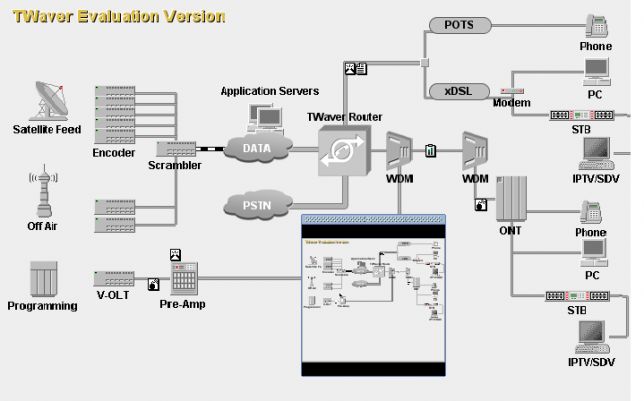 TWaver Evaluation Version
POTS
Phone
PC
xDSL
Modem
Application Servers
TWaver Router
STB
Satellite Feed
Encoder
Scrambler
DATA
WDMI
WDM
IPTV/SDV
PSTN
Off Air
ONT
Phone
PC
Programming
V-OLT
Pre-Amp
STB
IPTV/SDV
TWaver Evaluation Version